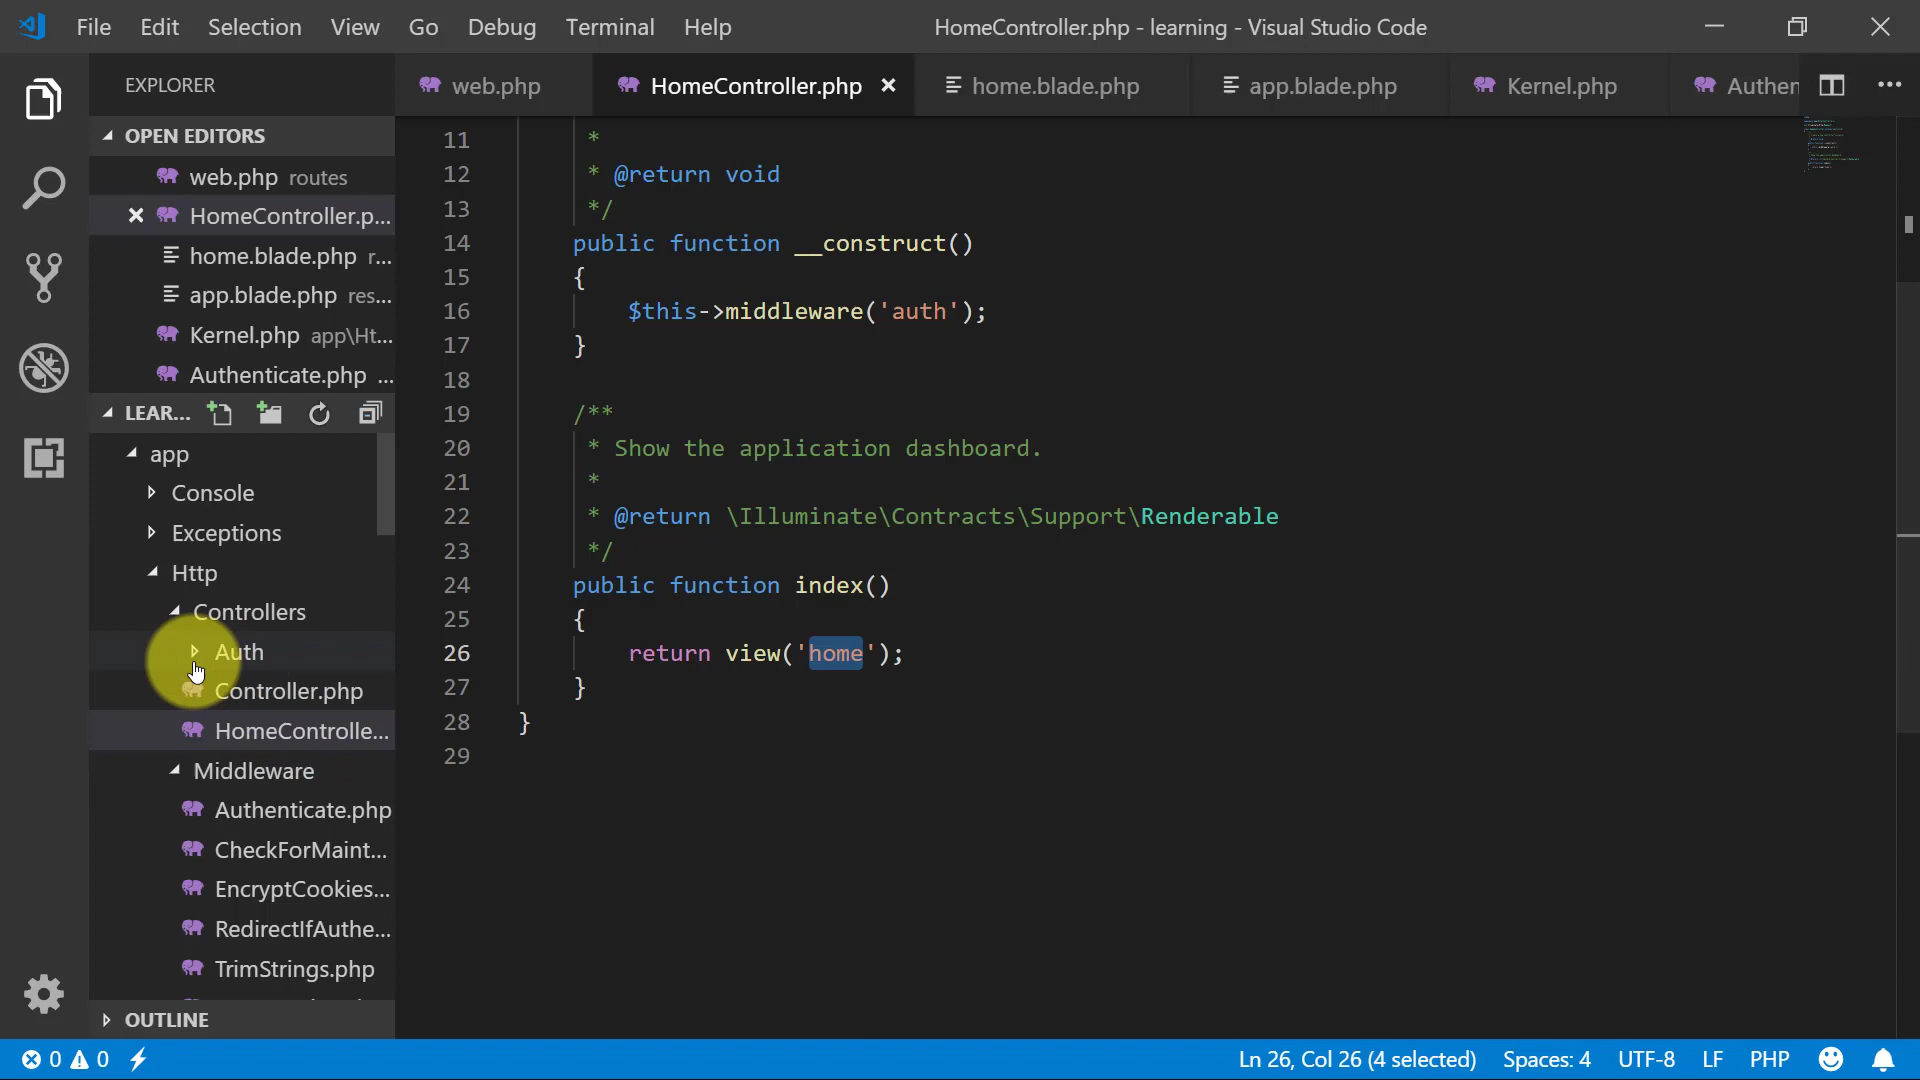 File Edit Selection View Go Debug Terminal Help HomeController.php - learning - Visual Studio Code
EXPLORER
web.php HomeController.php home.blade.php app.blade.php Kernel.php Authen
OPEN EDITORS
web.php routes
HomeController.p...
home.blade.php r...
app.blade.php res...
Kernel.php app\Ht...
Authenticate.php ...
LEAR...
app
Console
Exceptions
Http
Controllers
Auth
Controller.php
HomeControlle...
Middleware
Authenticate.php
CheckForMaint...
EncryptCookies...
RedirectIfAuthe...
TrimStrings.php
OUTLINE
11 *
12 * @return void
13 */
14 public function __construct()
15 {
16 $this->middleware('auth');
17 }
18
19 /**
20 * Show the application dashboard.
21 *
22 * @return \Illuminate\Contracts\Support\Renderable
23 */
24 public function index()
25 {
26 return view('home');
27 }
28 }
29
0 0 Ln 26, Col 26 (4 selected) Spaces: 4 UTF-8 LF PHP